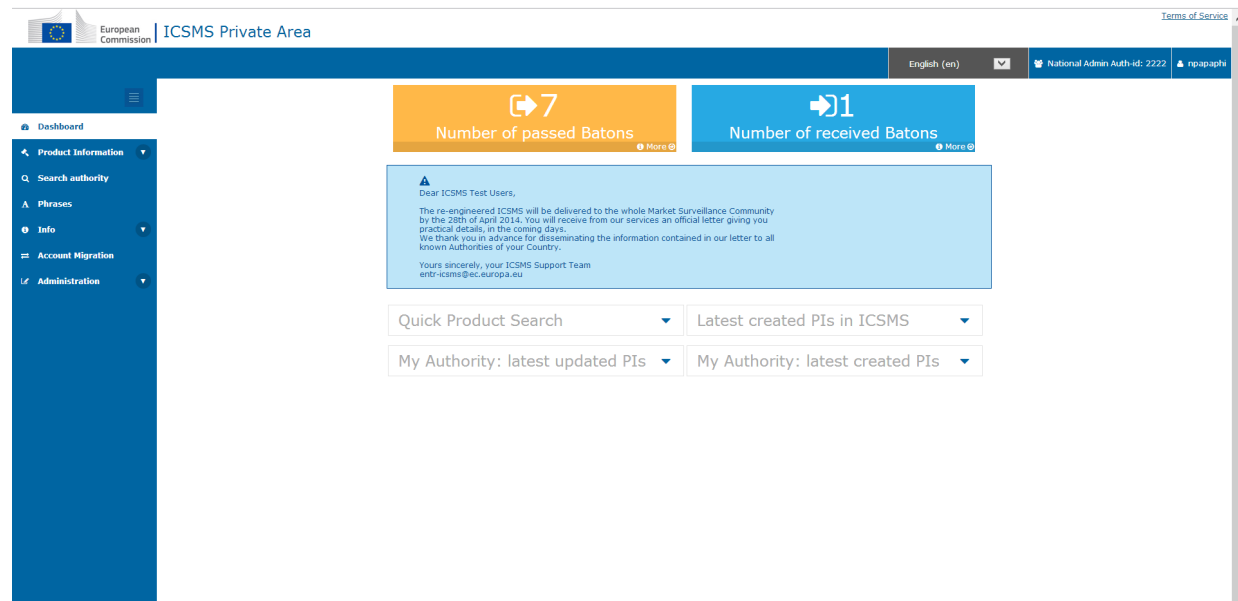 Terms of Service
European
Commission
ICSMS Private Area
English (en)
National Admin Auth-id: 2222
npapaphi
Dashboard
Product Information
Search authority
Phrases
Info
Account Migration
Administration
7
Number of passed Batons
More
1
Number of received Batons
More
Dear ICSMS Test Users,
The re-engineered ICSMS will be delivered to the whole Market Surveillance Community
by the 28th of April 2014. You will receive from our services an official letter giving you
practical details, in the coming days.
We thank you in advance for disseminating the information contained in our letter to all
known Authorities of your Country.
Yours sincerely, your ICSMS Support Team
entr-icsms@ec.europa.eu
Quick Product Search
Latest created PIs in ICSMS
My Authority: latest updated PIs
My Authority: latest created PIs